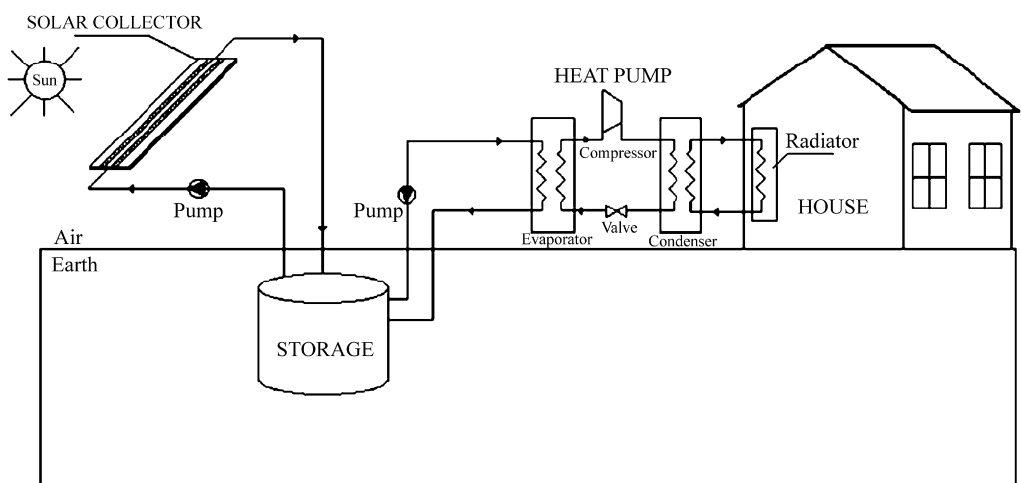 SOLAR COLLECTOR
Sun
HEAT PUMP
Compressor
Radiator
Pump
Pump
HOUSE
Evaporator
Valve
Condenser
Air
Earth
STORAGE